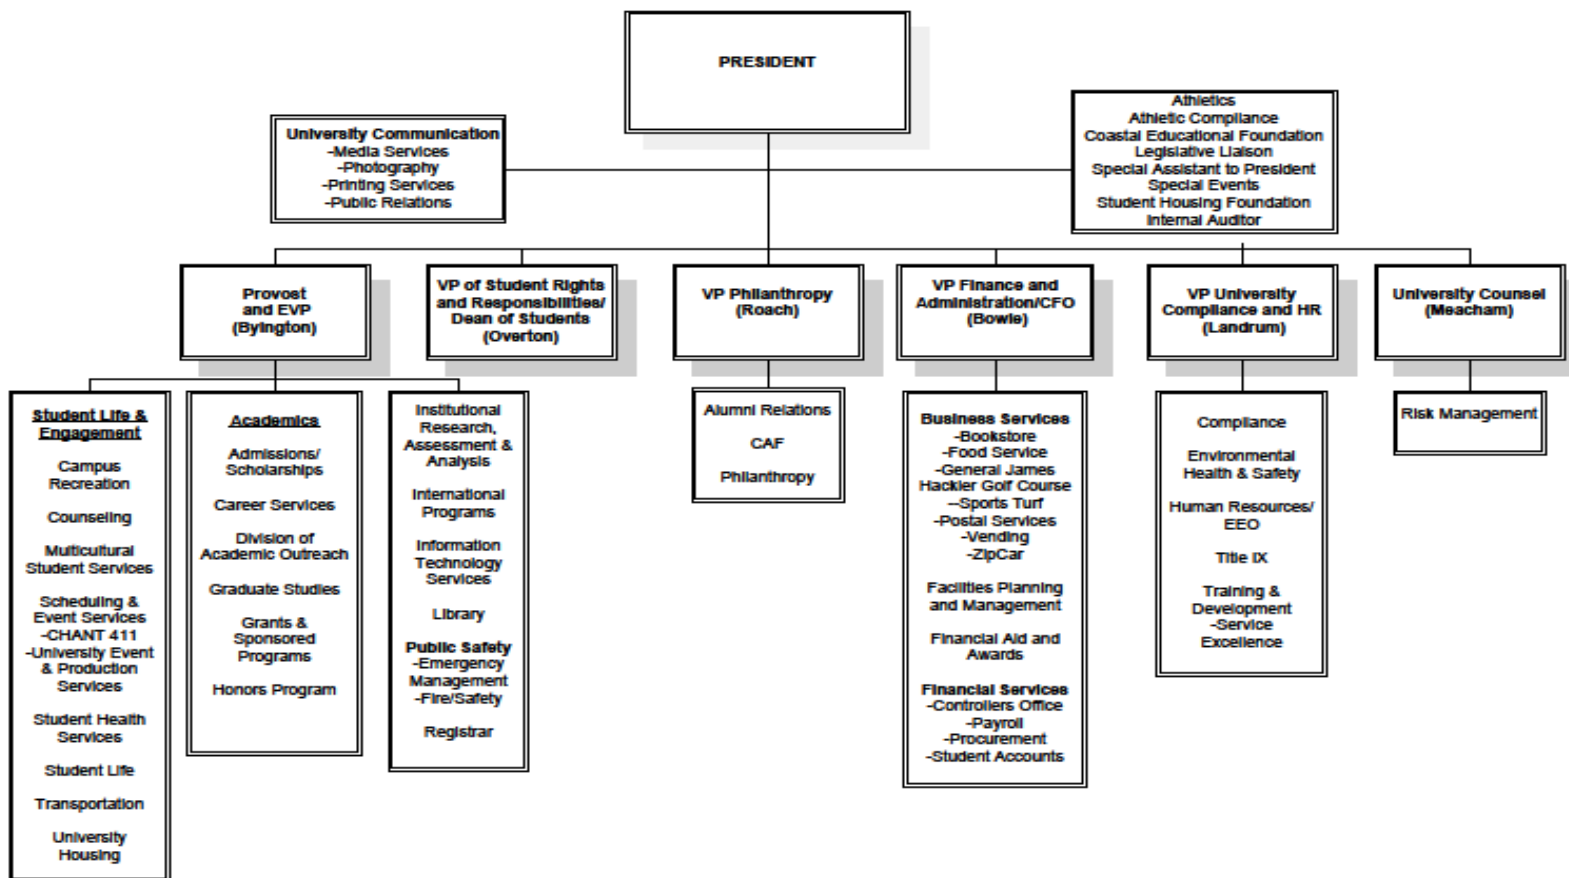 PRESIDENT
University Communication
-Media Services
-Photography
-Printing Services
-Public Relations
Athletics
Athletic Compliance
Coastal Educational Foundation
Legislative Liaison
Special Assistant to President
Special Events
Student Housing Foundation
Internal Auditor
Provost
and EVP
(Byington)
VP of Student Rights
and Responsibilities/
Dean of Students
(Overton)
VP Philanthropy
(Roach)
VP Finance and
Administration/CFO
(Bowie)
VP University
Compliance and HR
(Landrum)
University Counsel
(Meacham)
Student Life &
Engagement
Campus
Recreation
Counseling
Multicultural
Student Services
Scheduling &
Event Services
-CHANT 411
-University Event
& Production
Services
Student Health
Services
Student Life
Transportation
University
Housing
Academics
Admissions/
Scholarships
Career Services
Division of
Academic Outreach
Graduate Studies
Grants &
Sponsored
Programs
Honors Program
Institutional
Research,
Assessment &
Analysis
International
Programs
Information
Technology
Services
Library
Public Safety
-Emergency
Management
-Fire/Safety
Registrar
Alumni Relations
CAF
Philanthropy
Business Services
-Bookstore
-Food Service
-General James
Hackler Golf Course
--Sports Turf
-Postal Services
-Vending
-ZipCar
Facilities Planning
and Management
Financial Aid and
Awards
Financial Services
-Controllers Office
-Payroll
-Procurement
-Student Accounts
Compliance
Environmental
Health & Safety
Human Resources/
EEO
Title IX
Training &
Development
-Service
Excellence
Risk Management